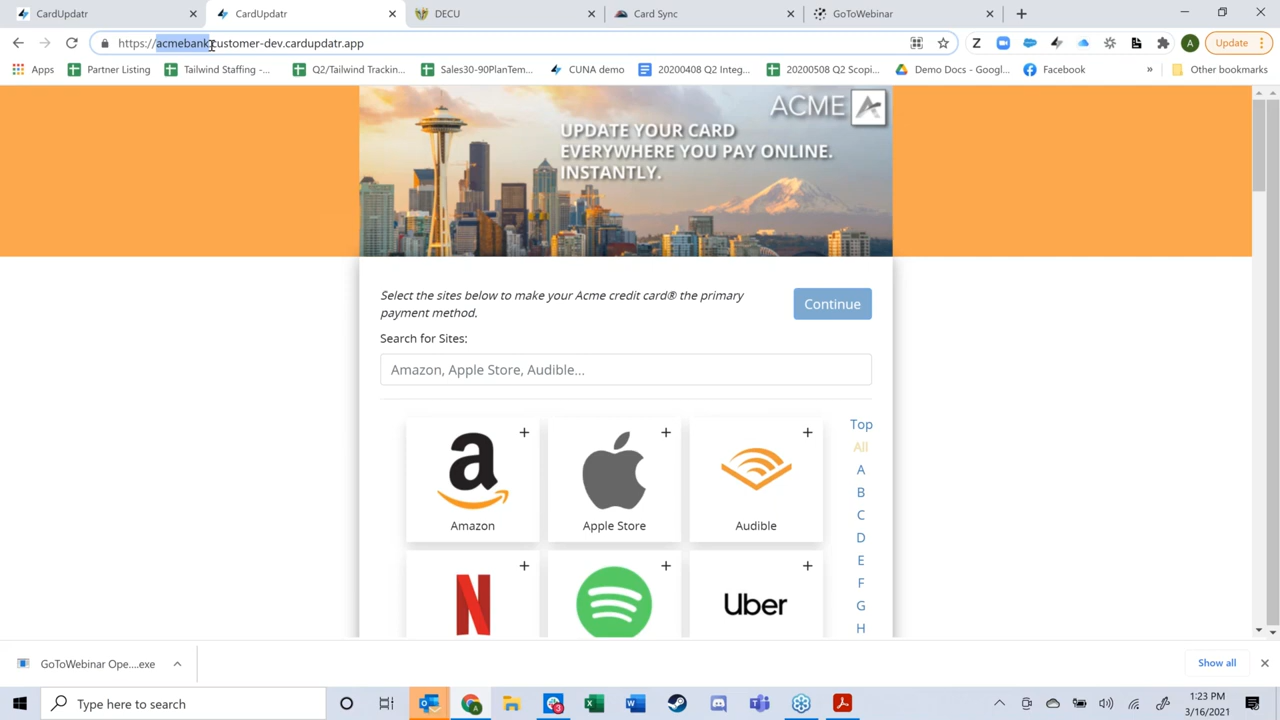 CardUpdatr
CardUpdatr
DECU
Card Sync
GoToWebinar
https://acmebank.customer-dev.cardupdatr.app
Update
Apps
Partner Listing
Tailwind Staffing -...
Q2/Tailwind Trackin...
Sales30-90PlanTem...
CUNA demo
20200408 Q2 Integ...
20200508 Q2 Scopi...
Demo Docs - Googl...
Facebook
»
Other bookmarks
ACME
UPDATE YOUR CARD
EVERYWHERE YOU PAY ONLINE.
INSTANTLY.
Select the sites below to make your Acme credit card® the primary
payment method.
Continue
Search for Sites:
Amazon, Apple Store, Audible...
Top
All
A
B
C
D
E
F
G
H
Amazon
Apple Store
Audible
Uber
GoToWebinar Ope....exe
Show all
Type here to search
1:23 PM
3/16/2021